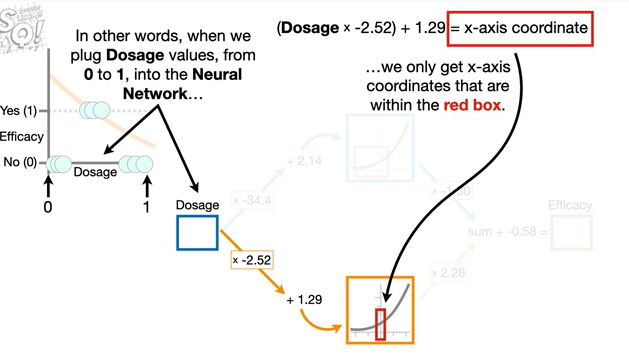 SQ!
In other words, when we
plug Dosage values, from
0 to 1, into the Neural
Network…
(Dosage x -2.52) + 1.29 = x-axis coordinate
…we only get x-axis
coordinates that are
within the red box.
Yes (1)
Efficacy
No (0)
Dosage
0
1
Dosage
x -34.4
+ 2.14
x -1.30
Efficacy
sum + -0.58 =
x -2.52
x 2.28
+ 1.29